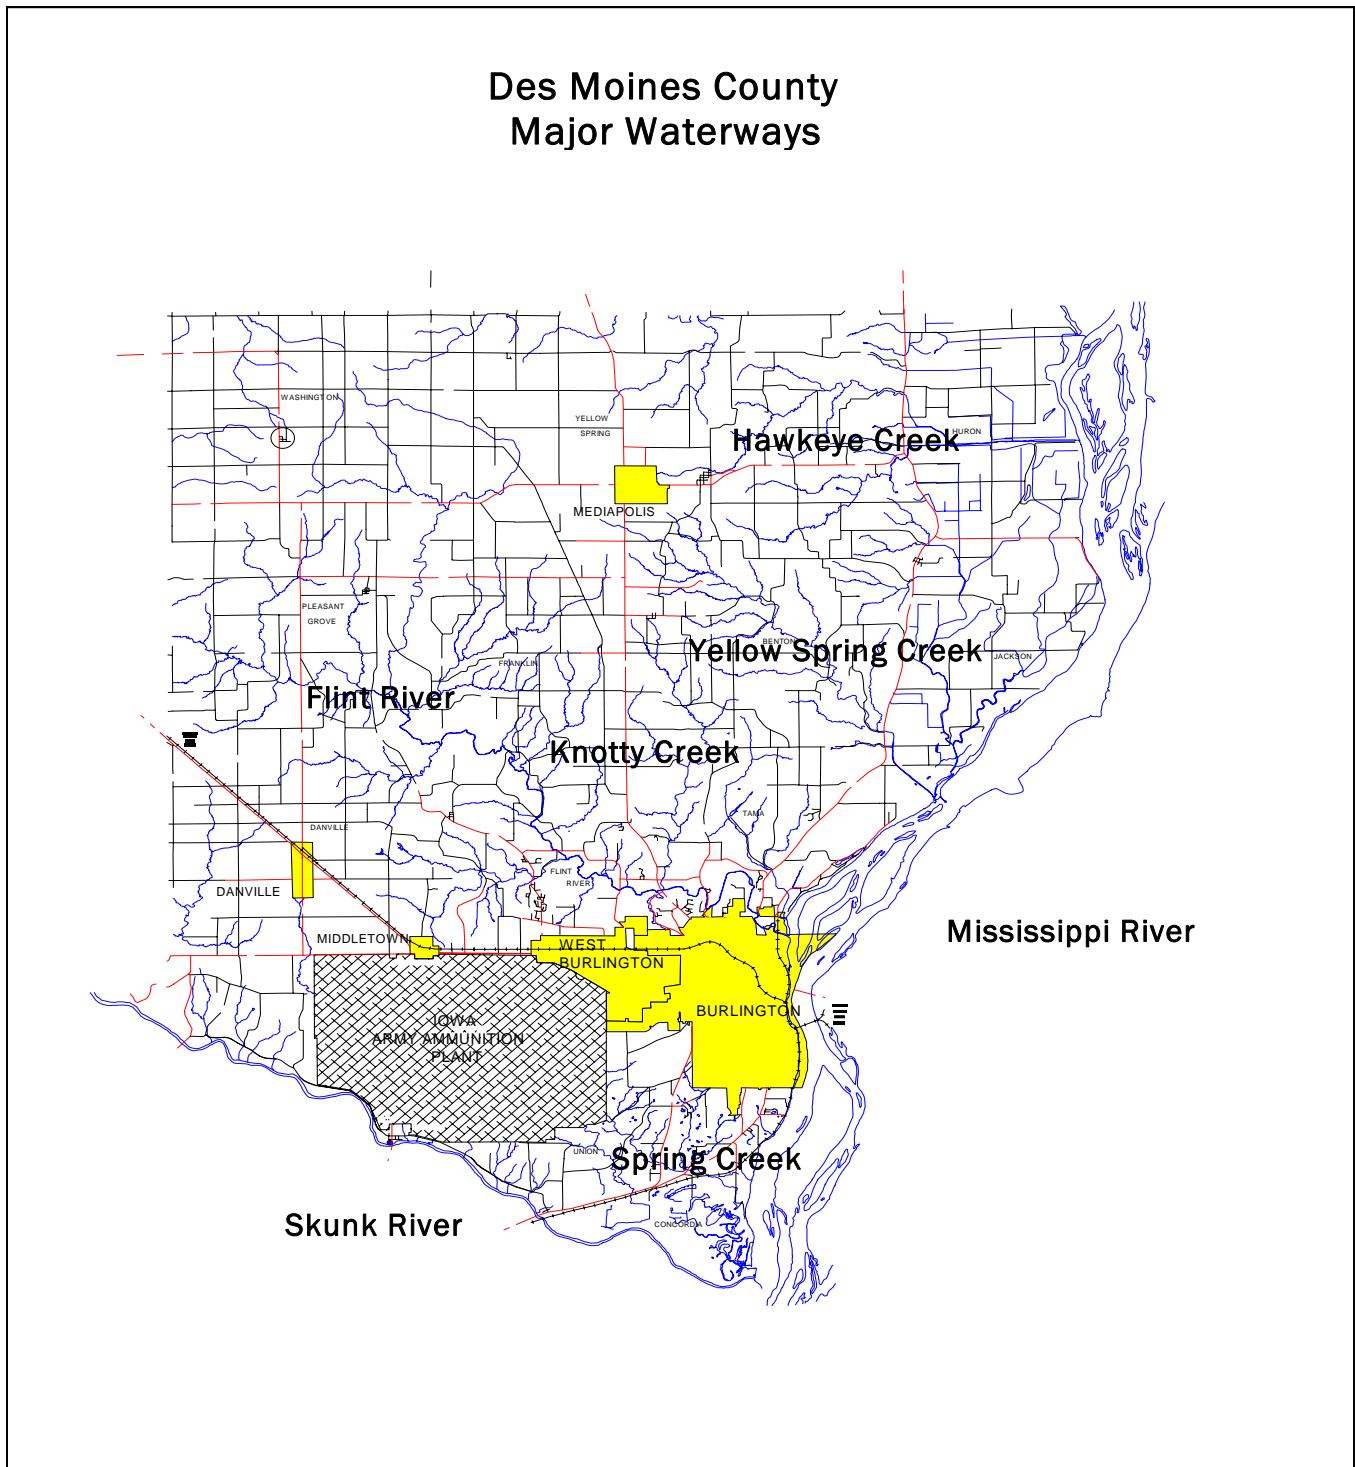 Des Moines County
Major Waterways
WASHINGTON
YELLOW
SPRING
HURON
Hawkeye Creek
MEDIAPOLIS
PLEASANT
GROVE
BENTON
Yellow Spring Creek
JACKSON
FRANKLIN
Flint River
Knotty Creek
TAMA
DANVILLE
FLINT
RIVER
DANVILLE
MIDDLETOWN
WEST
BURLINGTON
Mississippi River
BURLINGTON
IOWA
ARMY AMMUNITION
PLANT
UNION
Spring Creek
Skunk River
CONCORDIA